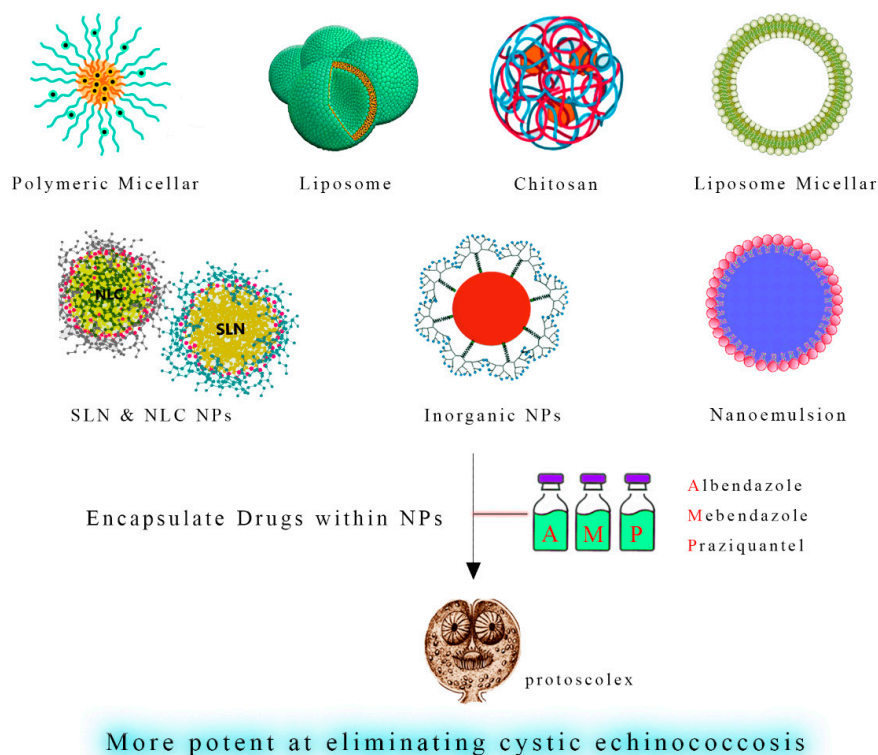 Polymeric Micellar
Liposome
Chitosan
Liposome Micellar
NLC
SLN
SLN & NLC NPs
Inorganic NPs
Nanoemulsion
Encapsulate Drugs within NPs
A M P
Albendazole
Mebendazole
Praziquantel
protoscolex
More potent at eliminating cystic echinococcosis